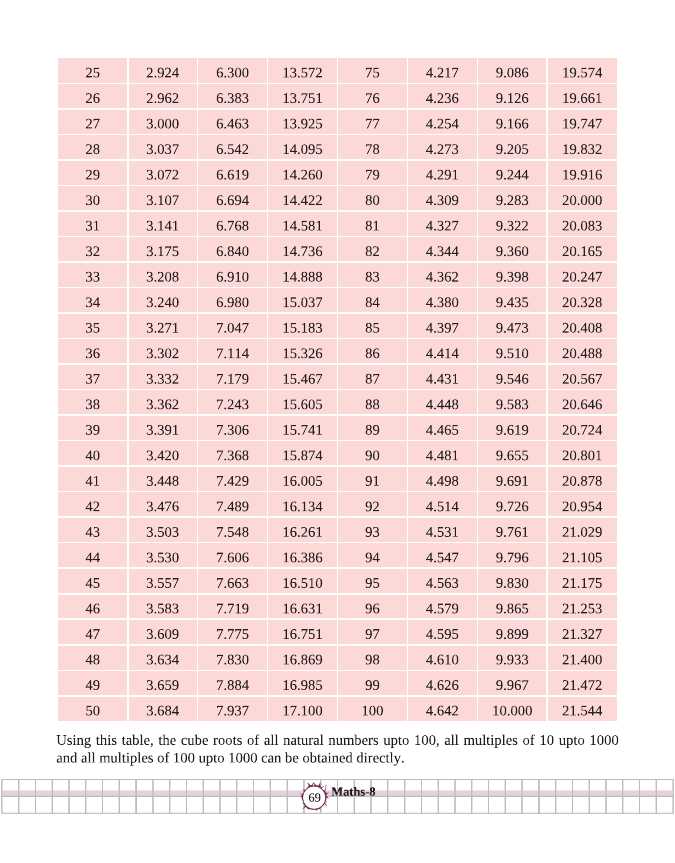 25 2.924 6.300 13.572 75 4.217 9.086 19.574
26 2.962 6.383 13.751 76 4.236 9.126 19.661
27 3.000 6.463 13.925 77 4.254 9.166 19.747
28 3.037 6.542 14.095 78 4.273 9.205 19.832
29 3.072 6.619 14.260 79 4.291 9.244 19.916
30 3.107 6.694 14.422 80 4.309 9.283 20.000
31 3.141 6.768 14.581 81 4.327 9.322 20.083
32 3.175 6.840 14.736 82 4.344 9.360 20.165
33 3.208 6.910 14.888 83 4.362 9.398 20.247
34 3.240 6.980 15.037 84 4.380 9.435 20.328
35 3.271 7.047 15.183 85 4.397 9.473 20.408
36 3.302 7.114 15.326 86 4.414 9.510 20.488
37 3.332 7.179 15.467 87 4.431 9.546 20.567
38 3.362 7.243 15.605 88 4.448 9.583 20.646
39 3.391 7.306 15.741 89 4.465 9.619 20.724
40 3.420 7.368 15.874 90 4.481 9.655 20.801
41 3.448 7.429 16.005 91 4.498 9.691 20.878
42 3.476 7.489 16.134 92 4.514 9.726 20.954
43 3.503 7.548 16.261 93 4.531 9.761 21.029
44 3.530 7.606 16.386 94 4.547 9.796 21.105
45 3.557 7.663 16.510 95 4.563 9.830 21.175
46 3.583 7.719 16.631 96 4.579 9.865 21.253
47 3.609 7.775 16.751 97 4.595 9.899 21.327
48 3.634 7.830 16.869 98 4.610 9.933 21.400
49 3.659 7.884 16.985 99 4.626 9.967 21.472
50 3.684 7.937 17.100 100 4.642 10.000 21.544
Using this table, the cube roots of all natural numbers upto 100, all multiples of 10 upto 1000
and all multiples of 100 upto 1000 can be obtained directly.
69 Maths-8